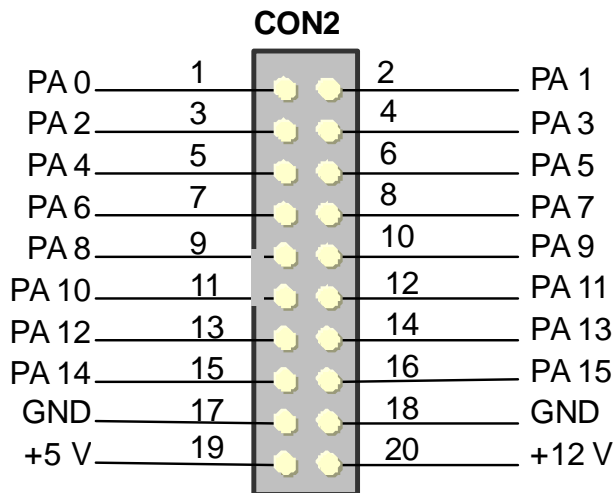 CON2
PA 0 1 2 PA 1
PA 2 3 4 PA 3
PA 4 5 6 PA 5
PA 6 7 8 PA 7
PA 8 9 10 PA 9
PA 10 11 12 PA 11
PA 12 13 14 PA 13
PA 14 15 16 PA 15
GND 17 18 GND
+5 V 19 20 +12 V